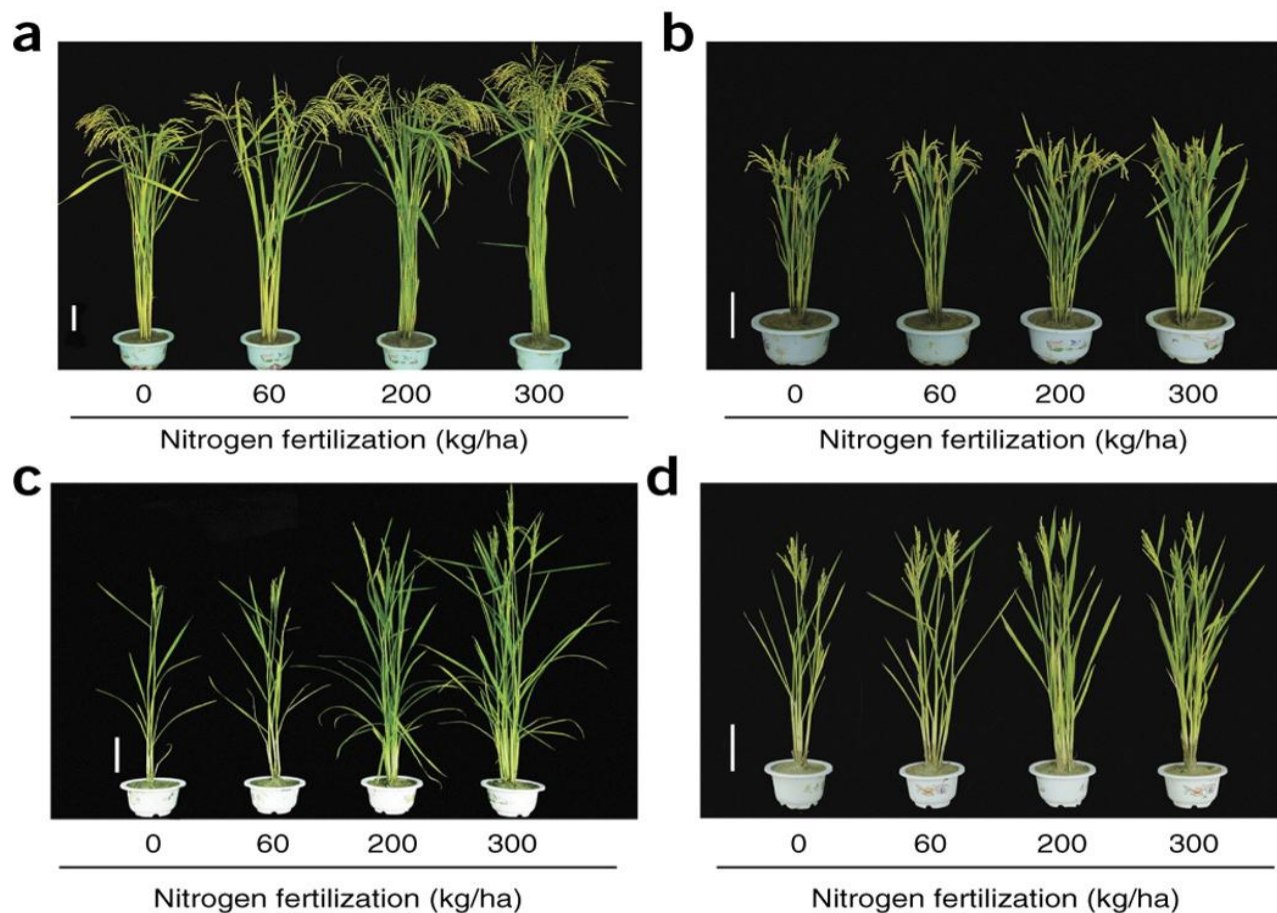 a
0 60 200 300
Nitrogen fertilization (kg/ha)
b
0 60 200 300
Nitrogen fertilization (kg/ha)
c
0 60 200 300
Nitrogen fertilization (kg/ha)
d
0 60 200 300
Nitrogen fertilization (kg/ha)